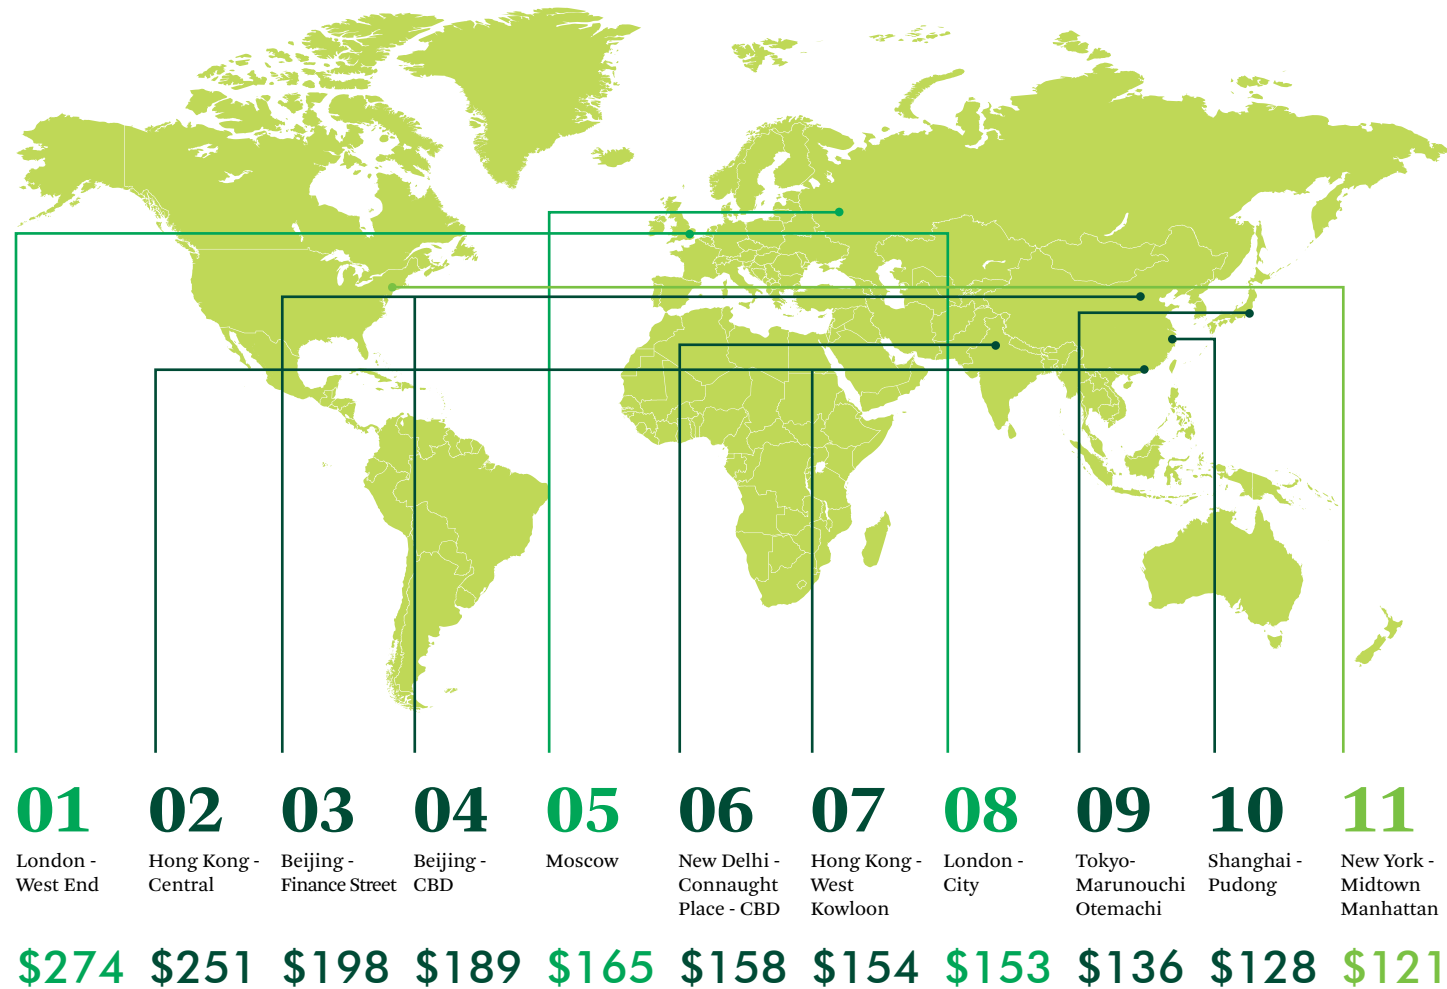 01
London -
West End
$274
02
Hong Kong -
Central
$251
03
Beijing -
Finance Street
$198
04
Beijing -
CBD
$189
05
Moscow
$165
06
New Delhi -
Connaught
Place - CBD
$158
07
Hong Kong -
West
Kowloon
$154
08
London -
City
$153
09
Tokyo-
Marunouchi
Otemachi
$136
10
Shanghai -
Pudong
$128
11
New York -
Midtown
Manhattan
$121